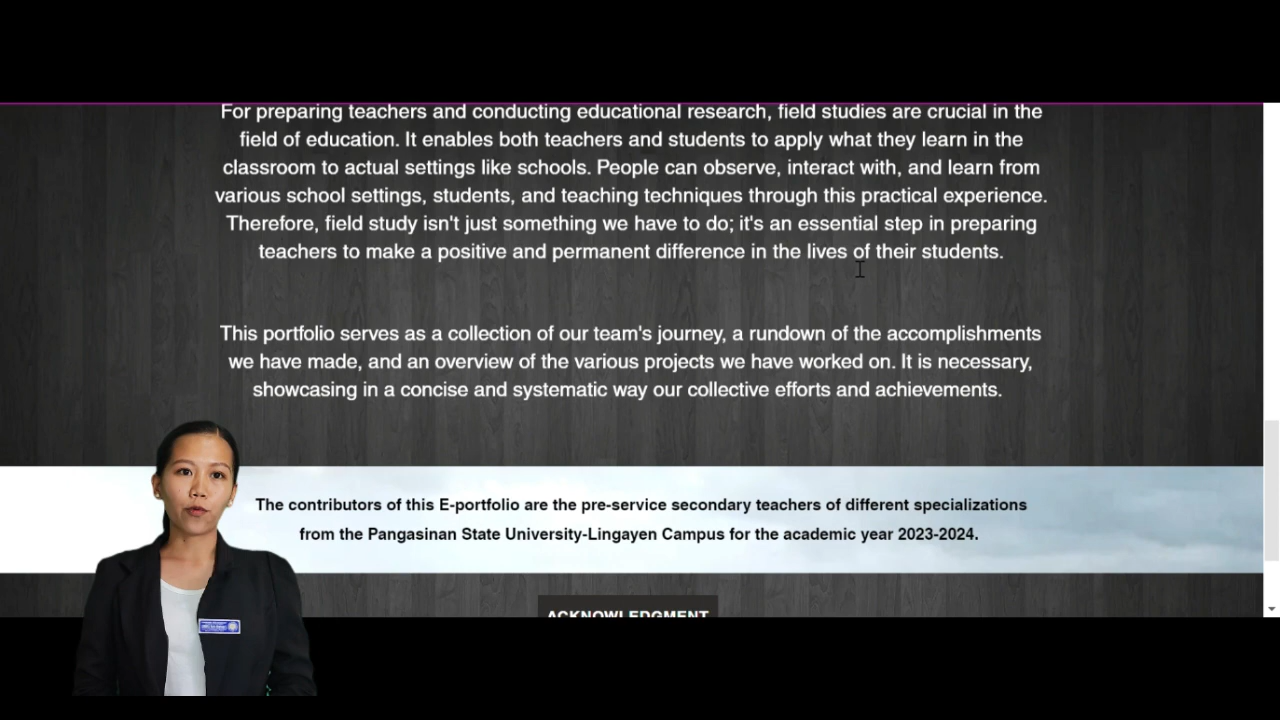 For preparing teachers and conducting educational research, field studies are crucial in the
field of education. It enables both teachers and students to apply what they learn in the
classroom to actual settings like schools. People can observe, interact with, and learn from
various school settings, students, and teaching techniques through this practical experience.
Therefore, field study isn't just something we have to do; it's an essential step in preparing
teachers to make a positive and permanent difference in the lives of their students.
This portfolio serves as a collection of our team's journey, a rundown of the accomplishments
we have made, and an overview of the various projects we have worked on. It is necessary,
showcasing in a concise and systematic way our collective efforts and achievements.
The contributors of this E-portfolio are the pre-service secondary teachers of different specializations
from the Pangasinan State University-Lingayen Campus for the academic year 2023-2024.
ACKNOWLEDGMENT